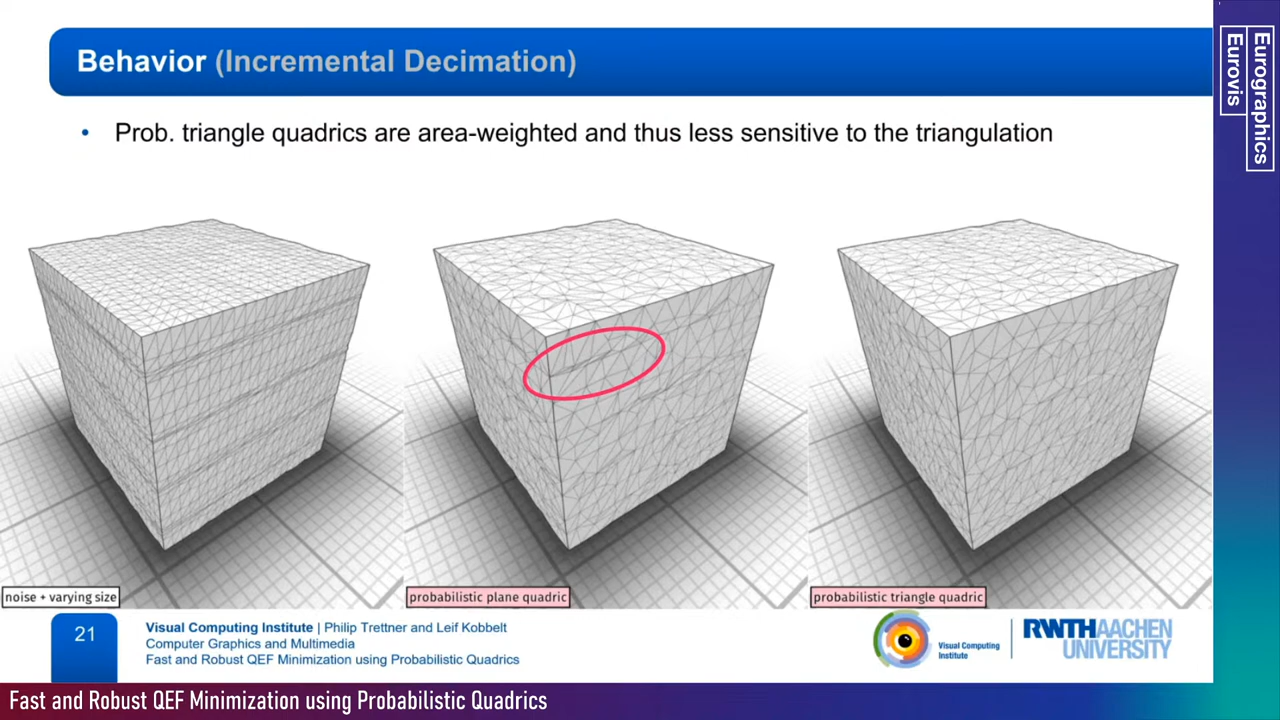 Behavior (Incremental Decimation)
• Prob. triangle quadrics are area-weighted and thus less sensitive to the triangulation
noise + varying size
probabilistic plane quadric
probabilistic triangle quadric
21
Visual Computing Institute | Philip Trettner and Leif Kobbelt
Computer Graphics and Multimedia
Fast and Robust QEF Minimization using Probabilistic Quadrics
Visual Computing
Institute
RWTHAACHEN
UNIVERSITY
Eurographics
Eurovis
Fast and Robust QEF Minimization using Probabilistic Quadrics